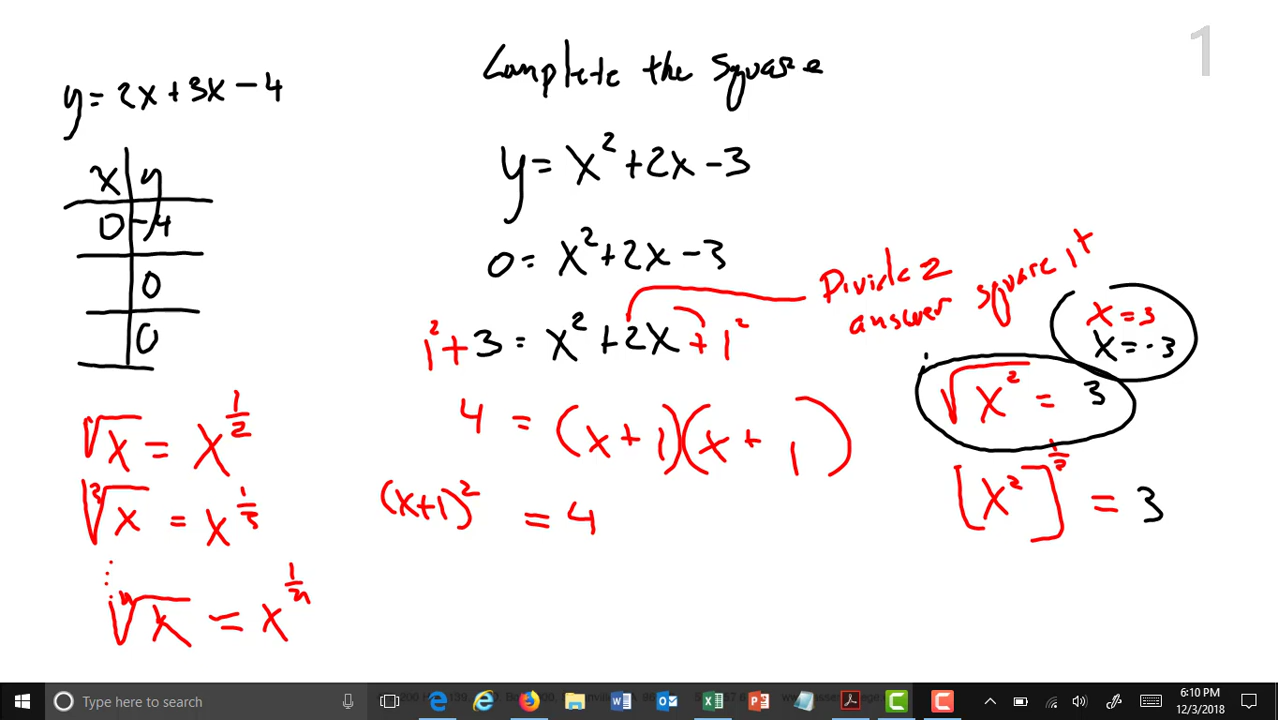 1
Complete the Square
y = 2x + 3x - 4
x | y
0 | -4
0
0
y = x² + 2x - 3
0 = x² + 2x - 3
Divide 2
answer square it
1² + 3 = x² + 2x + 1²
x = 3
x = -3
√x² = 3
4 = (x + 1)(x + 1)
(x+1)² = 4
[x²]^½ = 3
√x = x^½
∛x = x^⅓
ⁿ√x = x^(1/n)
Type here to search
6:10 PM
12/3/2018